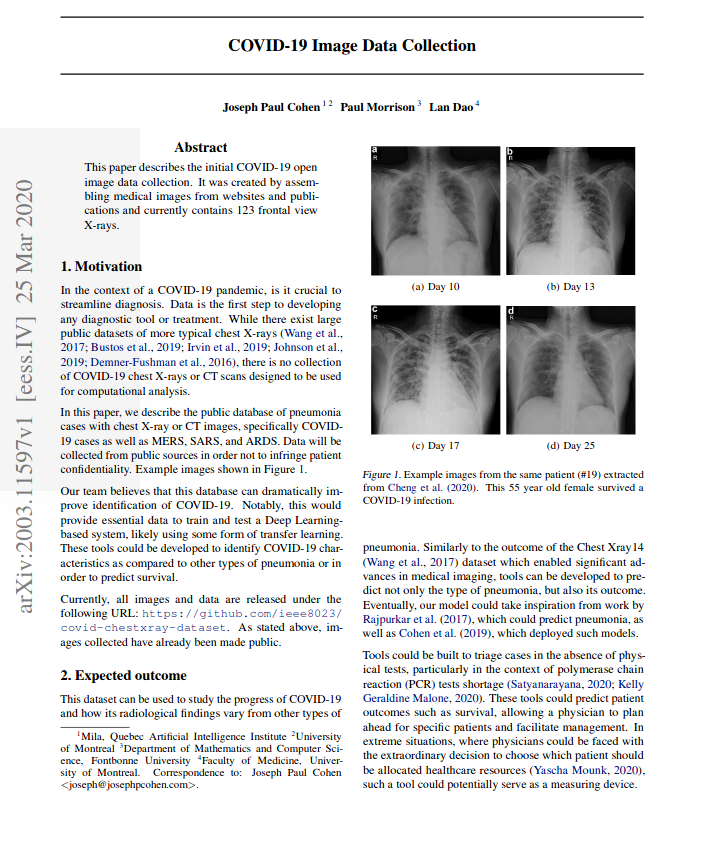 COVID-19 Image Data Collection
Joseph Paul Cohen 1 2 Paul Morrison 3 Lan Dao 4
arXiv:2003.11597v1 [eess.IV] 25 Mar 2020
Abstract
This paper describes the initial COVID-19 open
image data collection. It was created by assem-
bling medical images from websites and publi-
cations and currently contains 123 frontal view
X-rays.
1. Motivation
In the context of a COVID-19 pandemic, is it crucial to
streamline diagnosis. Data is the first step to developing
any diagnostic tool or treatment. While there exist large
public datasets of more typical chest X-rays (Wang et al.,
2017; Bustos et al., 2019; Irvin et al., 2019; Johnson et al.,
2019; Demner-Fushman et al., 2016), there is no collection
of COVID-19 chest X-rays or CT scans designed to be used
for computational analysis.
In this paper, we describe the public database of pneumonia
cases with chest X-ray or CT images, specifically COVID-
19 cases as well as MERS, SARS, and ARDS. Data will be
collected from public sources in order not to infringe patient
confidentiality. Example images shown in Figure 1.
Our team believes that this database can dramatically im-
prove identification of COVID-19. Notably, this would
provide essential data to train and test a Deep Learning-
based system, likely using some form of transfer learning.
These tools could be developed to identify COVID-19 char-
acteristics as compared to other types of pneumonia or in
order to predict survival.
Currently, all images and data are released under the
following URL: https://github.com/ieee8023/
covid-chestxray-dataset. As stated above, im-
ages collected have already been made public.
2. Expected outcome
This dataset can be used to study the progress of COVID-19
and how its radiological findings vary from other types of
1Mila, Quebec Artificial Intelligence Institute 2University
of Montreal 3Department of Mathematics and Computer Sci-
ence, Fontbonne University 4Faculty of Medicine, Univer-
sity of Montreal. Correspondence to: Joseph Paul Cohen
<joseph@josephpcohen.com>.
a
R
b
R
(a) Day 10
(b) Day 13
c
R
d
R
(c) Day 17
(d) Day 25
Figure 1. Example images from the same patient (#19) extracted
from Cheng et al. (2020). This 55 year old female survived a
COVID-19 infection.
pneumonia. Similarly to the outcome of the Chest Xray14
(Wang et al., 2017) dataset which enabled significant ad-
vances in medical imaging, tools can be developed to pre-
dict not only the type of pneumonia, but also its outcome.
Eventually, our model could take inspiration from work by
Rajpurkar et al. (2017), which could predict pneumonia, as
well as Cohen et al. (2019), which deployed such models.
Tools could be built to triage cases in the absence of phys-
ical tests, particularly in the context of polymerase chain
reaction (PCR) tests shortage (Satyanarayana, 2020; Kelly
Geraldine Malone, 2020). These tools could predict patient
outcomes such as survival, allowing a physician to plan
ahead for specific patients and facilitate management. In
extreme situations, where physicians could be faced with
the extraordinary decision to choose which patient should
be allocated healthcare resources (Yascha Mounk, 2020),
such a tool could potentially serve as a measuring device.